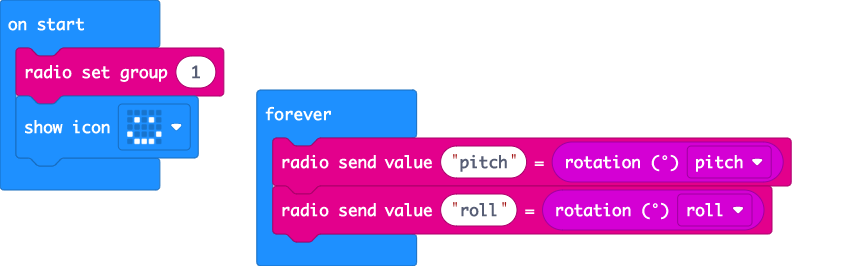 on start
radio set group 1
show icon
forever
radio send value "pitch" = rotation (°) pitch
radio send value "roll" = rotation (°) roll